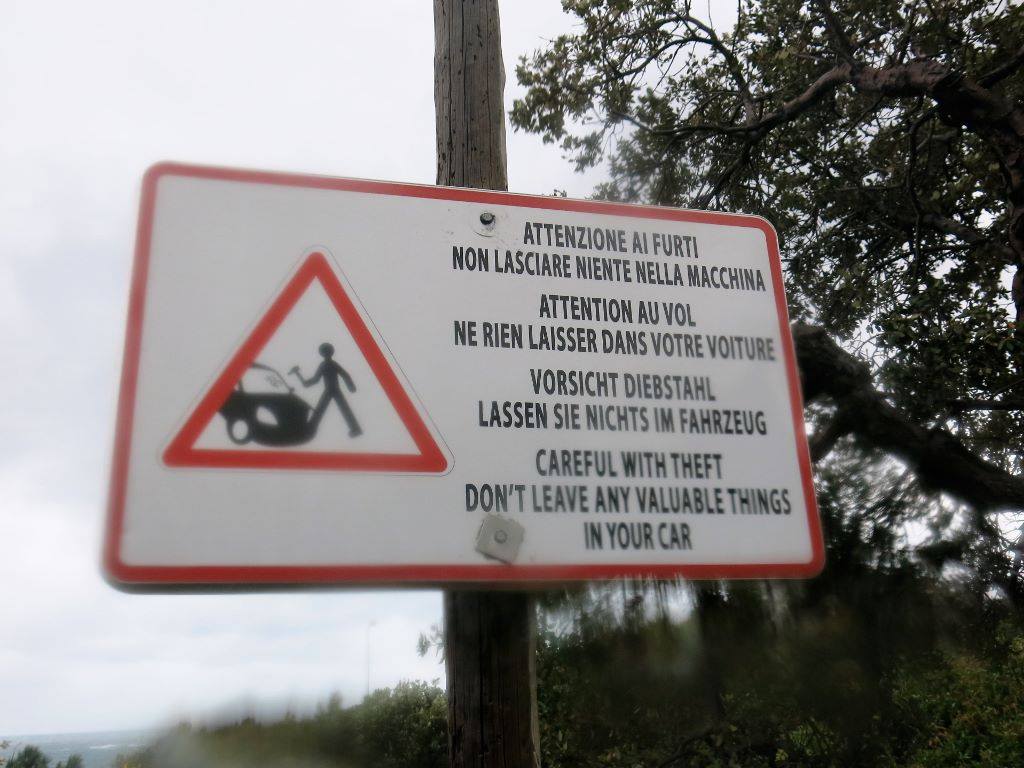 ATTENZIONE AI FURTI
NON LASCIARE NIENTE NELLA MACCHINA
ATTENTION AU VOL
NE RIEN LAISSER DANS VOTRE VOITURE
VORSICHT DIEBSTAHL
LASSEN SIE NICHTS IM FAHRZEUG
CAREFUL WITH THEFT
DON'T LEAVE ANY VALUABLE THINGS
IN YOUR CAR